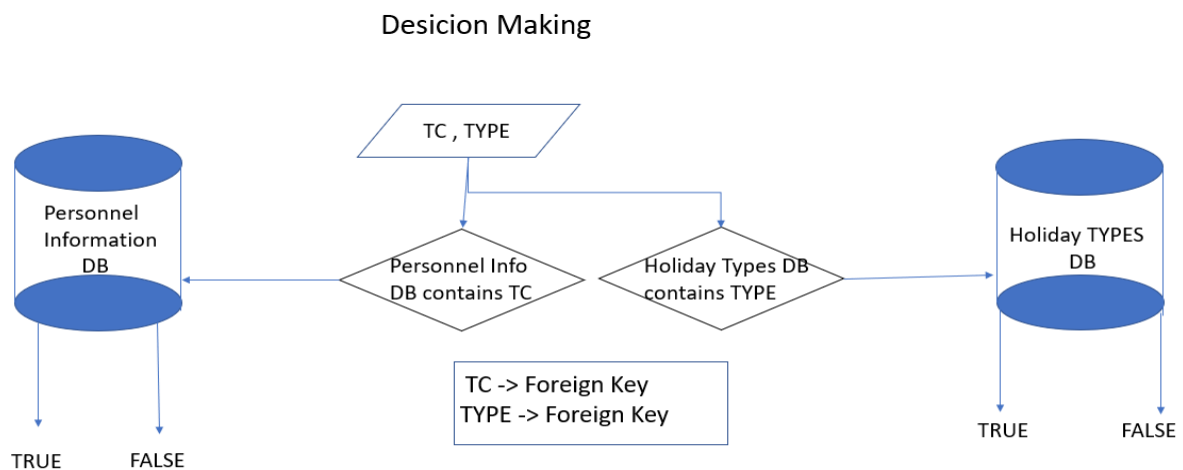 Desicion Making
TC , TYPE
Personnel
Information
DB
Personnel Info
DB contains TC
Holiday Types DB
contains TYPE
Holiday TYPES
DB
TC -> Foreign Key
TYPE -> Foreign Key
TRUE
FALSE
TRUE
FALSE